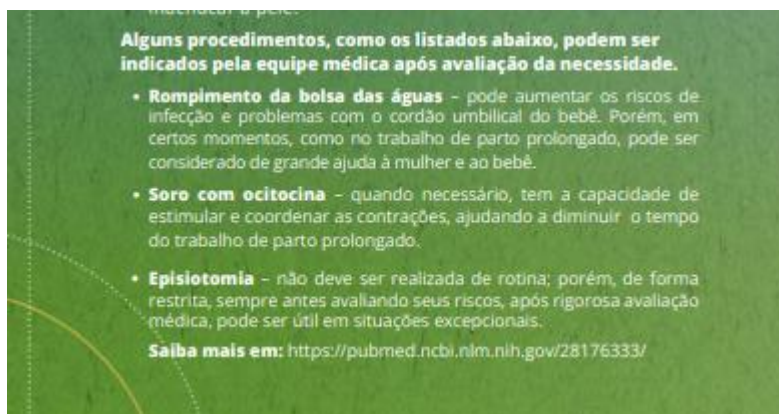 machucar a pele.
Alguns procedimentos, como os listados abaixo, podem ser
indicados pela equipe médica após avaliação da necessidade.
• Rompimento da bolsa das águas – pode aumentar os riscos de
infecção e problemas com o cordão umbilical do bebê. Porém, em
certos momentos, como no trabalho de parto prolongado, pode ser
considerado de grande ajuda à mulher e ao bebê.
• Soro com ocitocina – quando necessário, tem a capacidade de
estimular e coordenar as contrações, ajudando a diminuir o tempo
do trabalho de parto prolongado.
• Episiotomia – não deve ser realizada de rotina; porém, de forma
restrita, sempre antes avaliando seus riscos, após rigorosa avaliação
médica, pode ser útil em situações excepcionais.
Saiba mais em: https://pubmed.ncbi.nlm.nih.gov/28176333/